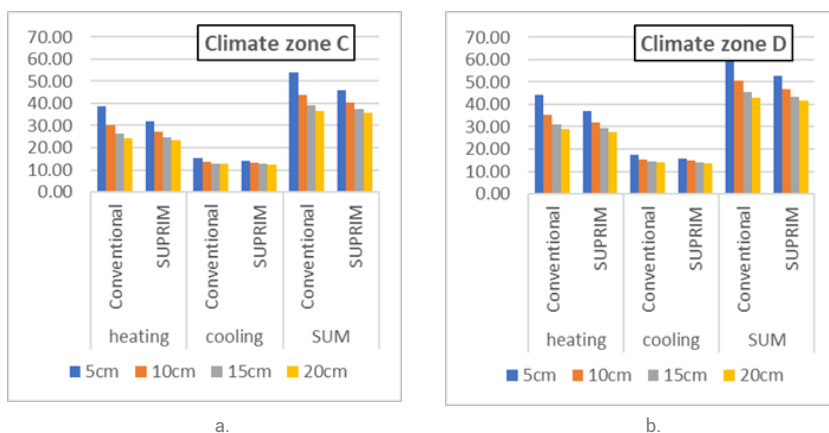 Climate zone C
70.00
60.00
50.00
40.00
30.00
20.00
10.00
0.00
Conventional
SUPRIM
Conventional
SUPRIM
Conventional
SUPRIM
heating cooling SUM
5cm 10cm 15cm 20cm
a.
Climate zone D
70.00
60.00
50.00
40.00
30.00
20.00
10.00
0.00
Conventional
SUPRIM
Conventional
SUPRIM
Conventional
SUPRIM
heating cooling SUM
5cm 10cm 15cm 20cm
b.